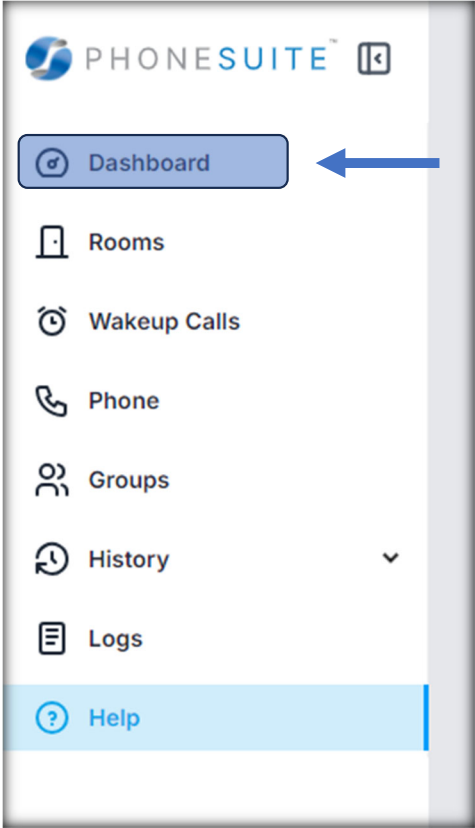 PHONESUITE™
Dashboard
Rooms
Wakeup Calls
Phone
Groups
History
Logs
Help